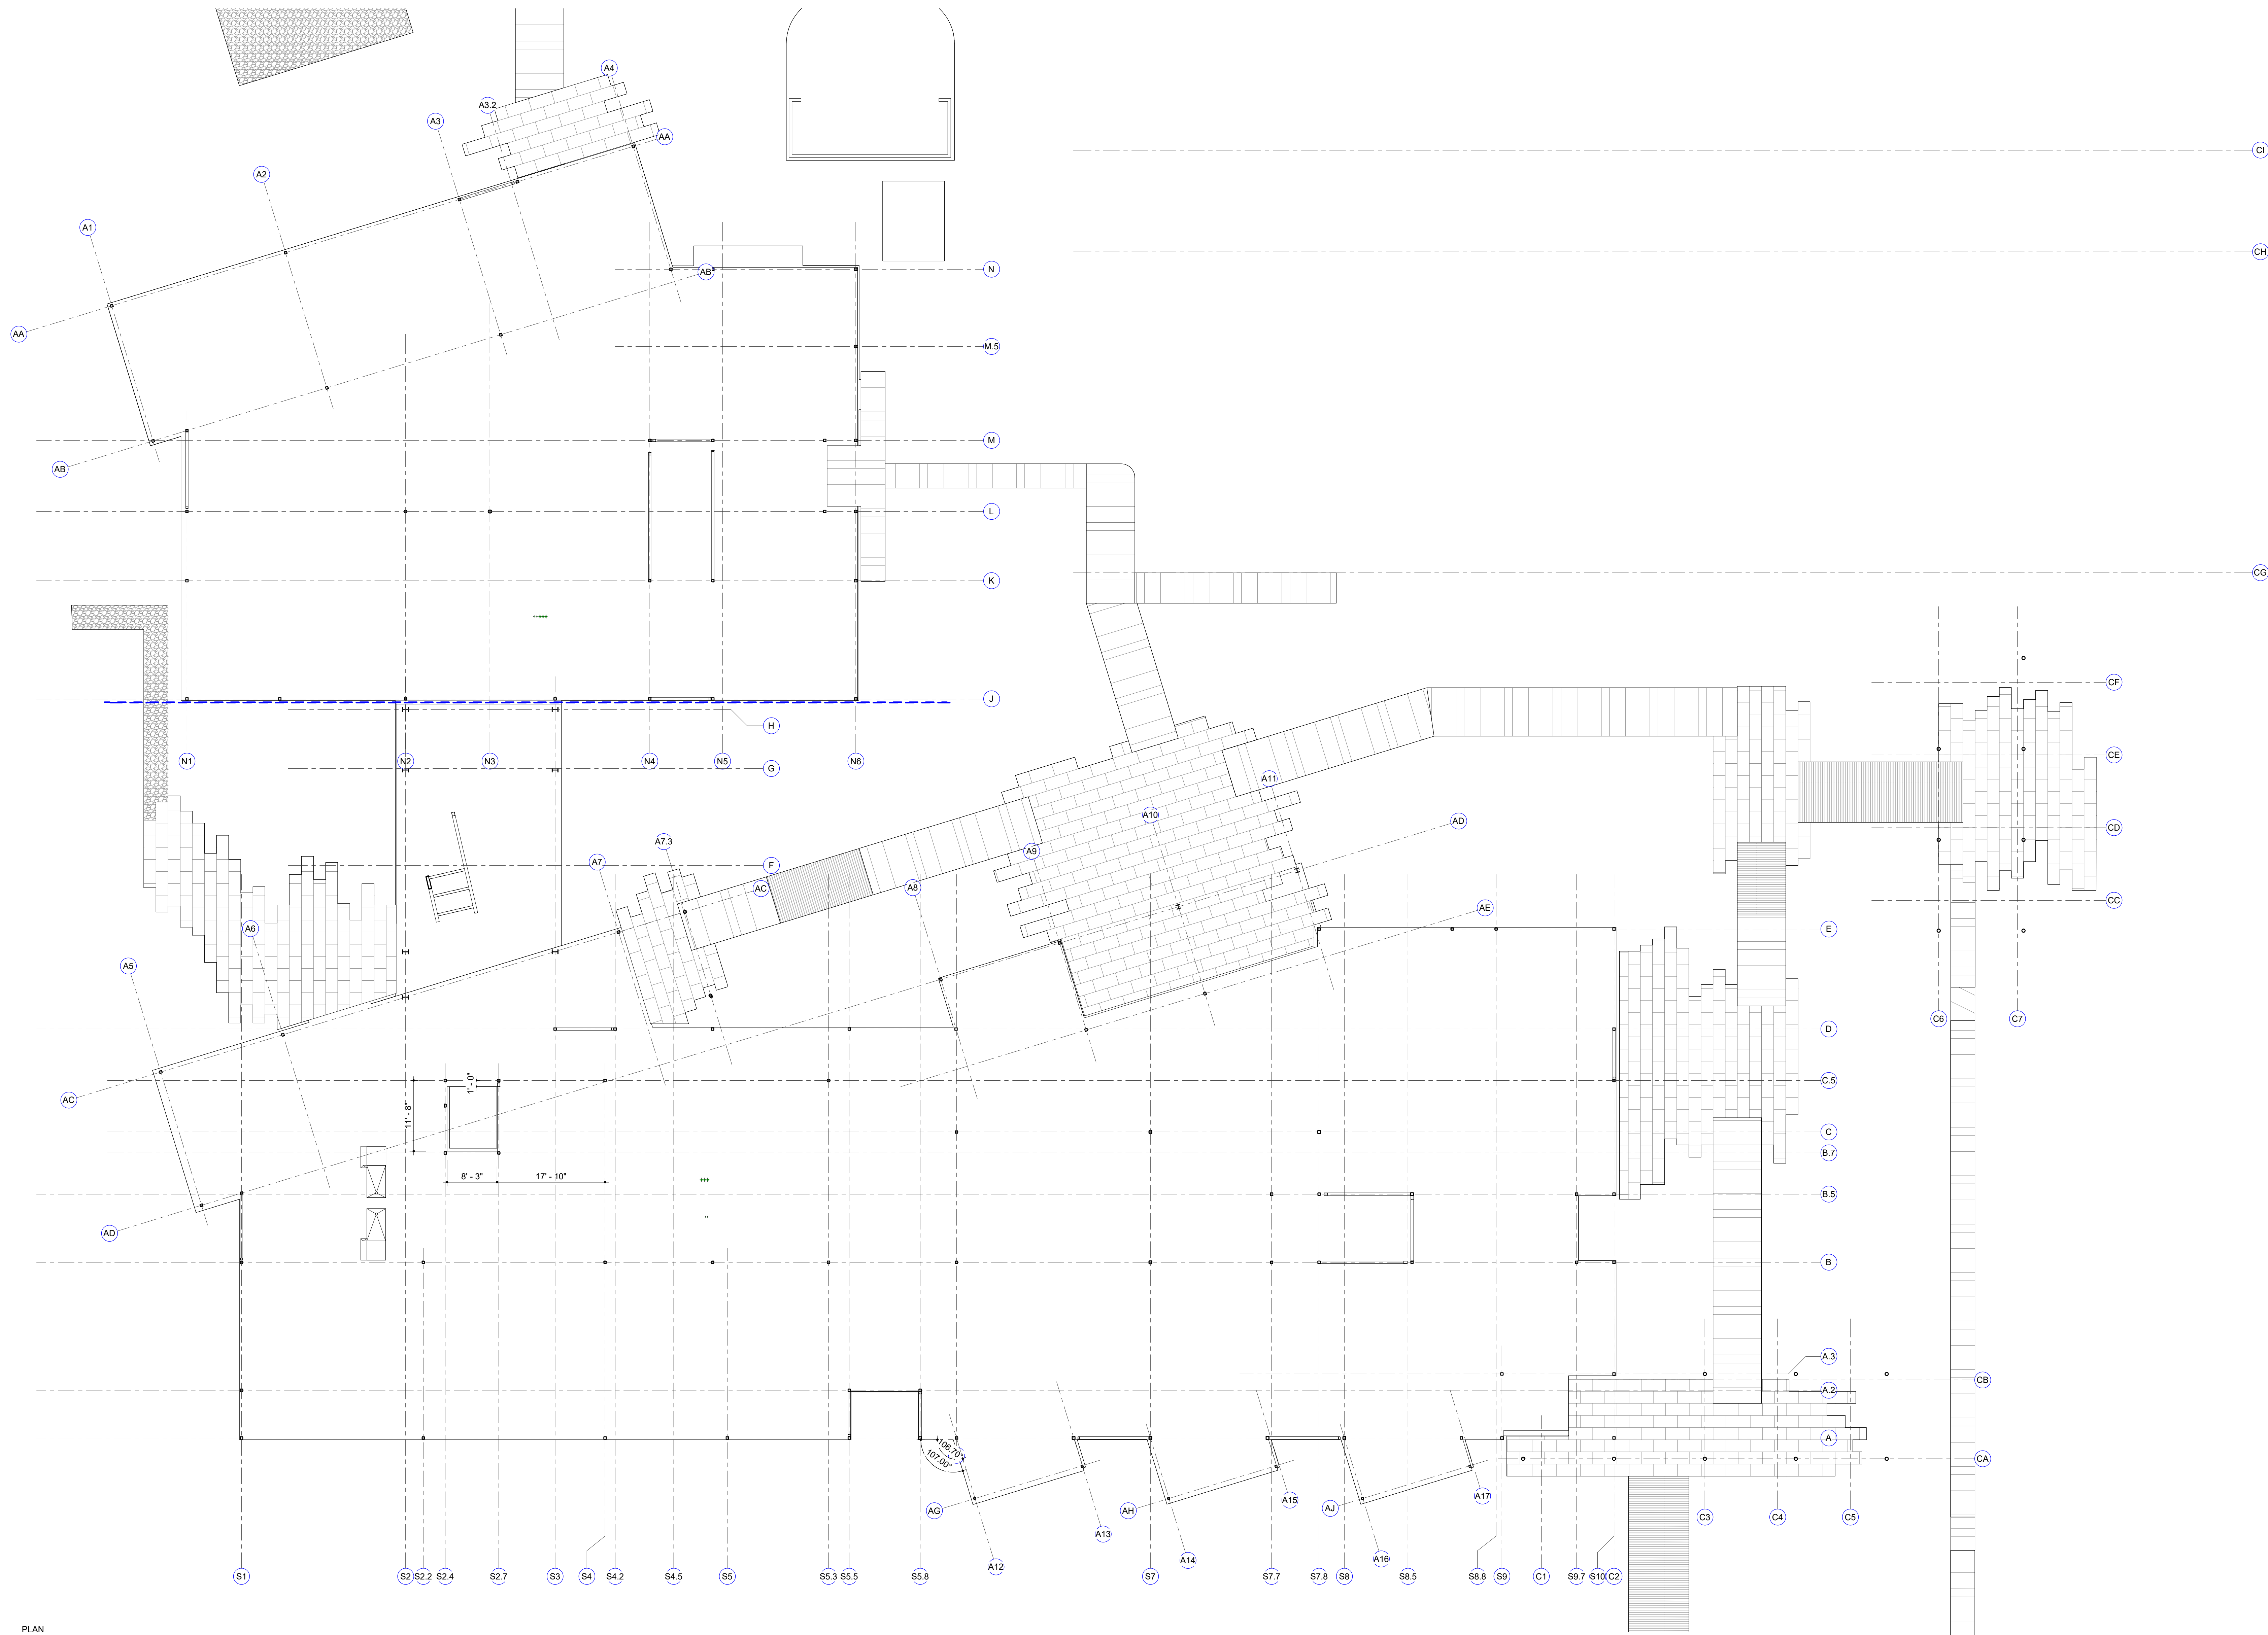 A4
A3.2
A3
AA
CI
A2
A1
CH
N
AB
AA
M.5
M
AB
L
K
CG
CF
J
H
CE
N1
N2
N3
N4
N5
N6
G
A11
A10
AD
CD
A7.3
A9
A7
F
AC
A8
CC
AE
A6
E
A5
C6
C7
D
1' - 0"
C.5
AC
11' - 8"
C
B.7
8' - 3"
17' - 10"
B.5
AD
B
A.3
CB
A.2
A
106.70°
107.00°
CA
A17
A15
AG
AH
AJ
C3
C4
C5
A13
A12
A14
A16
S1
S2
S2.2
S2.4
S2.7
S3
S4
S4.2
S4.5
S5
S5.3
S5.5
S5.8
S7
S7.7
S7.8
S8
S8.5
S8.8
S9
C1
S9.7
S10
C2
PLAN